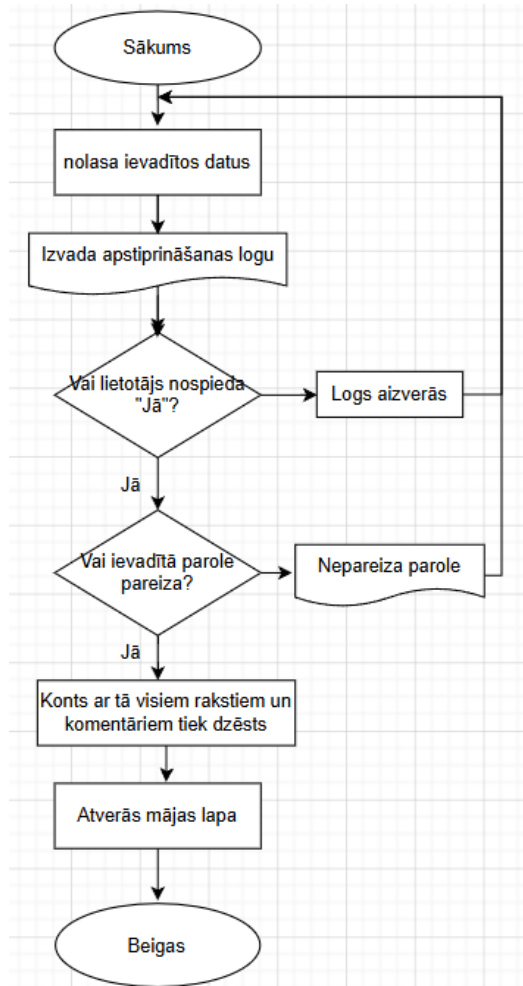 Sākums
nolasa ievadītos datus
Izvada apstiprināšanas logu
Vai lietotājs nospieda
"Jā"?
Logs aizverās
Jā
Vai ievadītā parole
pareiza?
Nepareiza parole
Jā
Konts ar tā visiem rakstiem un
komentāriem tiek dzēsts
Atverās mājas lapa
Beigas